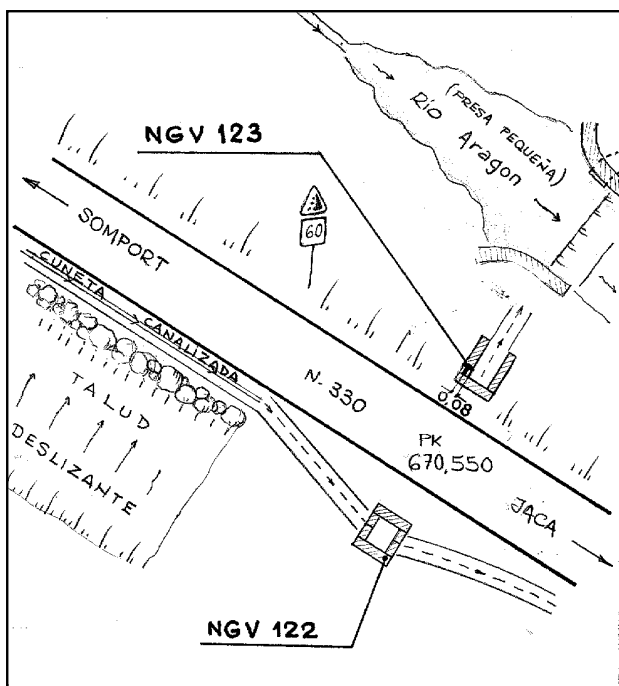 (PRESA PEQUEÑA)
Río Aragon
NGV 123
SOMPORT
60
CUNETA CANALIZADA
N-330
0,08
PK
670,550
TALUD
DESLIZANTE
JACA
NGV 122